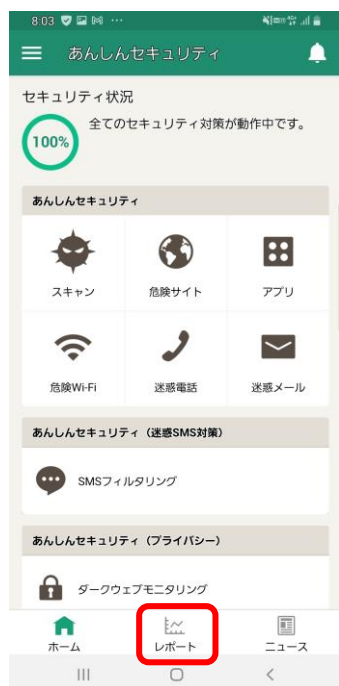 8:03
あんしんセキュリティ
セキュリティ状況
100%
全てのセキュリティ対策が動作中です。
あんしんセキュリティ
スキャン
危険サイト
アプリ
危険Wi-Fi
迷惑電話
迷惑メール
あんしんセキュリティ（迷惑SMS対策）
SMSフィルタリング
あんしんセキュリティ（プライバシー）
ダークウェブモニタリング
ホーム
レポート
ニュース